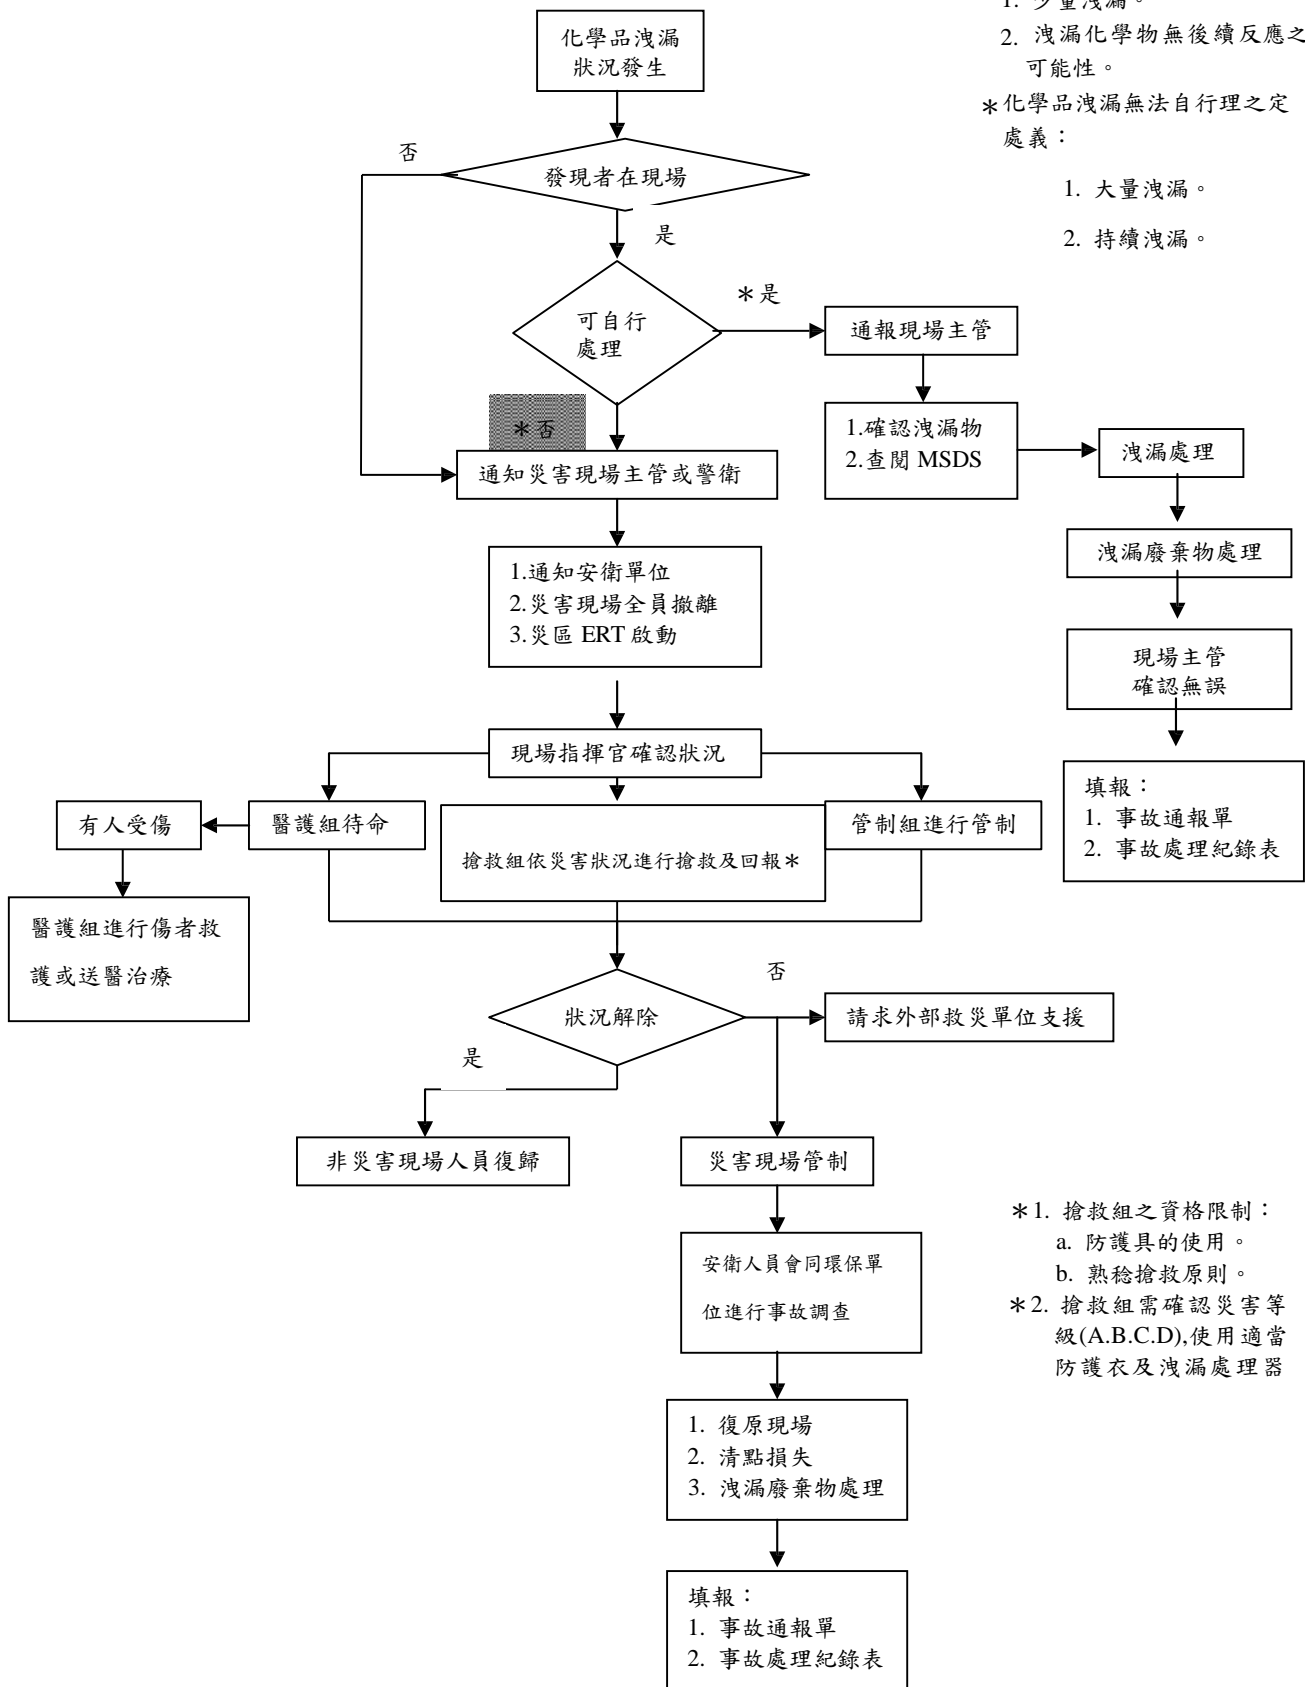 化學品洩漏
狀況發生
1. 少量洩漏。
2. 洩漏化學物無後續反應之
可能性。
＊化學品洩漏無法自行理之定
處義：
1. 大量洩漏。
2. 持續洩漏。
否
發現者在現場
是
可自行
處理
＊是
通報現場主管
＊否
1.確認洩漏物
2.查閱 MSDS
洩漏處理
通知災害現場主管或警衛
洩漏廢棄物處理
1.通知安衛單位
2.災害現場全員撤離
3.災區 ERT 啟動
現場主管
確認無誤
現場指揮官確認狀況
填報：
1. 事故通報單
2. 事故處理紀錄表
有人受傷
醫護組待命
搶救組依災害狀況進行搶救及回報＊
管制組進行管制
醫護組進行傷者救
護或送醫治療
狀況解除
否
請求外部救災單位支援
是
非災害現場人員復歸
災害現場管制
＊1. 搶救組之資格限制：
a. 防護具的使用。
b. 熟稔搶救原則。
＊2. 搶救組需確認災害等
級(A.B.C.D),使用適當
防護衣及洩漏處理器
安衛人員會同環保單
位進行事故調查
1. 復原現場
2. 清點損失
3. 洩漏廢棄物處理
填報：
1. 事故通報單
2. 事故處理紀錄表